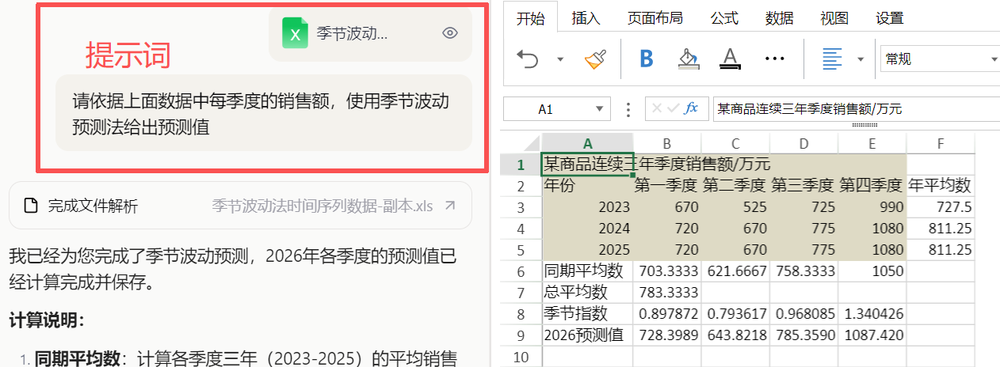 季节波动...
提示词
请依据上面数据中每季度的销售额，使用季节波动
预测法给出预测值
完成文件解析 季节波动法时间序列数据-副本.xls
我已经为您完成了季节波动预测，2026年各季度的预测值已
经计算完成并保存。
计算说明：
1. 同期平均数：计算各季度三年（2023-2025）的平均销售
开始 插入 页面布局 公式 数据 视图 设置
B A ... 常规
A1 fx 某商品连续三年季度销售额/万元
A B C D E F
1 某商品连续三年季度销售额/万元
2 年份 第一季度 第二季度 第三季度 第四季度 年平均数
3 2023 670 525 725 990 727.5
4 2024 720 670 775 1080 811.25
5 2025 720 670 775 1080 811.25
6 同期平均数 703.3333 621.6667 758.3333 1050
7 总平均数 783.3333
8 季节指数 0.897872 0.793617 0.968085 1.340426
9 2026预测值 728.3989 643.8218 785.3590 1087.420
10